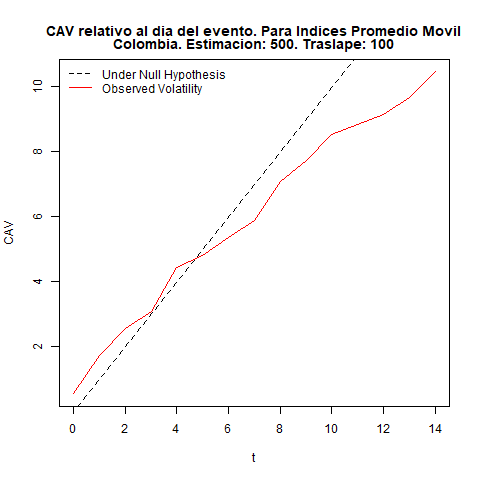 CAV relativo al dia del evento. Para Indices Promedio Movil
Colombia. Estimacion: 500. Traslape: 100
Under Null Hypothesis
Observed Volatility
CAV
10
8
6
4
2
0 2 4 6 8 10 12 14
t